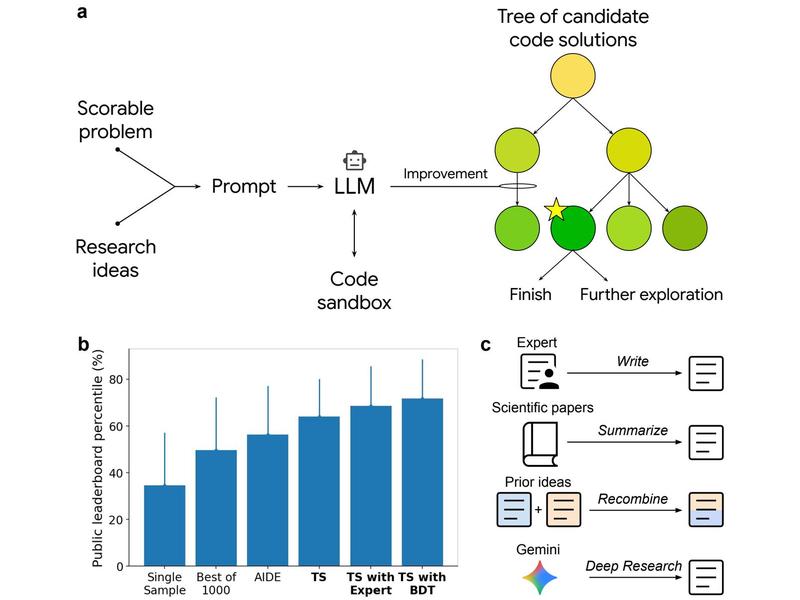 a
Tree of candidate
code solutions
Scorable
problem
Prompt
LLM
Improvement
Research
ideas
Code
sandbox
Finish
Further exploration
b
Public leaderboard percentile (%)
80
60
40
20
0
Single
Sample
Best of
1000
AIDE
TS
TS with
Expert
TS with
BDT
c
Expert
Write
Scientific papers
Summarize
Prior ideas
+
Recombine
Gemini
Deep Research